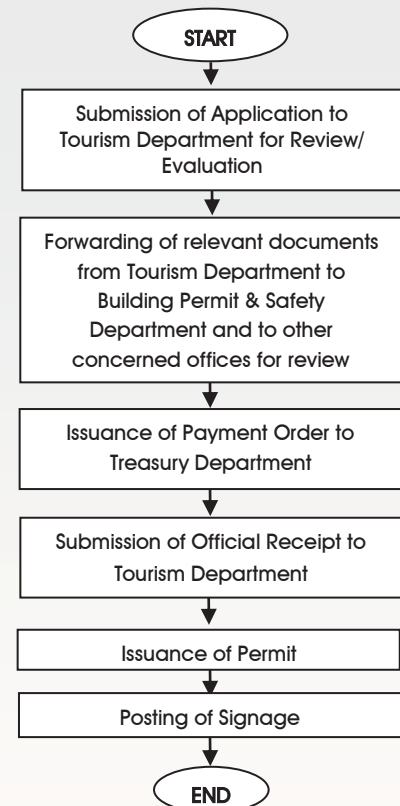 START
Submission of Application to
Tourism Department for Review/
Evaluation
Forwarding of relevant documents
from Tourism Department to
Building Permit & Safety
Department and to other
concerned offices for review
Issuance of Payment Order to
Treasury Department
Submission of Official Receipt to
Tourism Department
Issuance of Permit
Posting of Signage
END